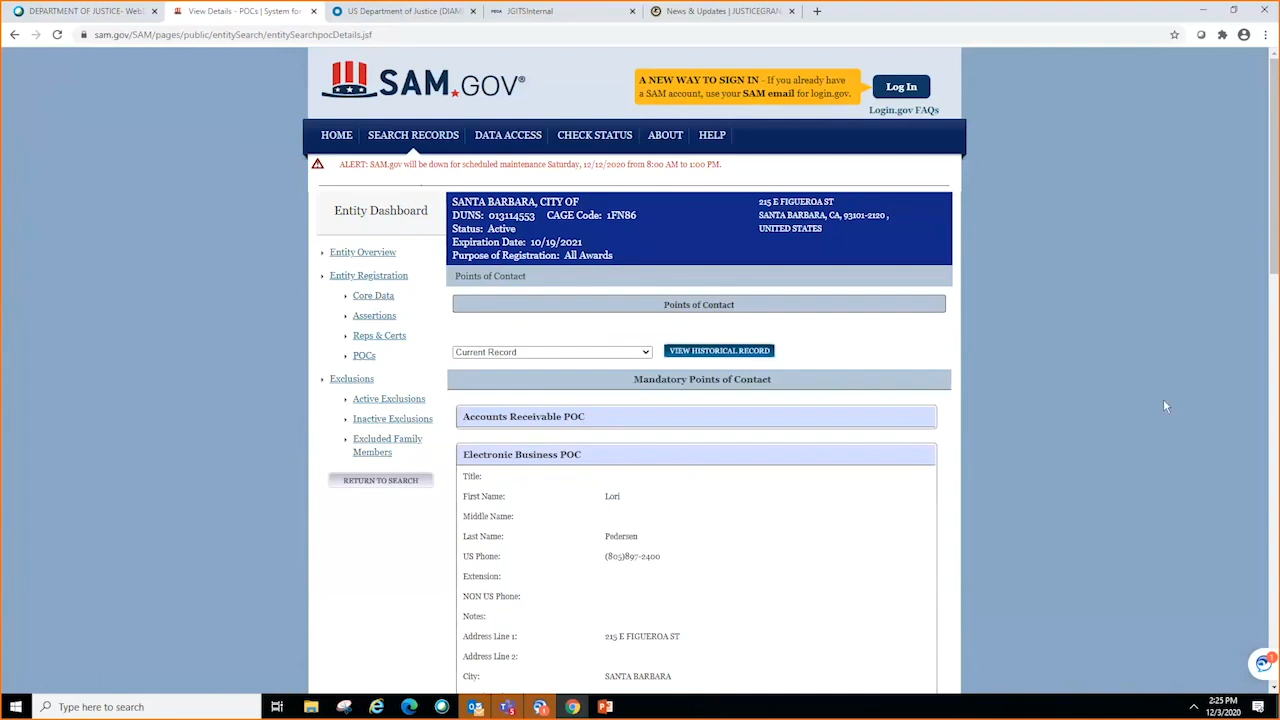 DEPARTMENT OF JUSTICE- Web
View Details - POCs | System for
US Department of Justice (DIAM
JGITSInternal
News & Updates | JUSTICEGRAN
sam.gov/SAM/pages/public/entitySearch/entitySearchpocDetails.jsf
SAM.GOV®
A NEW WAY TO SIGN IN - If you already have
a SAM account, use your SAM email for login.gov.
Log In
Login.gov FAQs
HOME SEARCH RECORDS DATA ACCESS CHECK STATUS ABOUT HELP
ALERT: SAM.gov will be down for scheduled maintenance Saturday, 12/12/2020 from 8:00 AM to 1:00 PM.
Entity Dashboard
Entity Overview
Entity Registration
Core Data
Assertions
Reps & Certs
POCs
Exclusions
Active Exclusions
Inactive Exclusions
Excluded Family
Members
RETURN TO SEARCH
SANTA BARBARA, CITY OF
DUNS: 013114553 CAGE Code: 1FN86
Status: Active
Expiration Date: 10/19/2021
Purpose of Registration: All Awards
215 E FIGUEROA ST
SANTA BARBARA, CA, 93101-2120 ,
UNITED STATES
Points of Contact
Points of Contact
Current Record
VIEW HISTORICAL RECORD
Mandatory Points of Contact
Accounts Receivable POC
Electronic Business POC
Title:
First Name: Lori
Middle Name:
Last Name: Pedersen
US Phone: (805)897-2400
Extension:
NON US Phone:
Notes:
Address Line 1: 215 E FIGUEROA ST
Address Line 2:
City: SANTA BARBARA
1
Type here to search
2:25 PM
12/3/2020